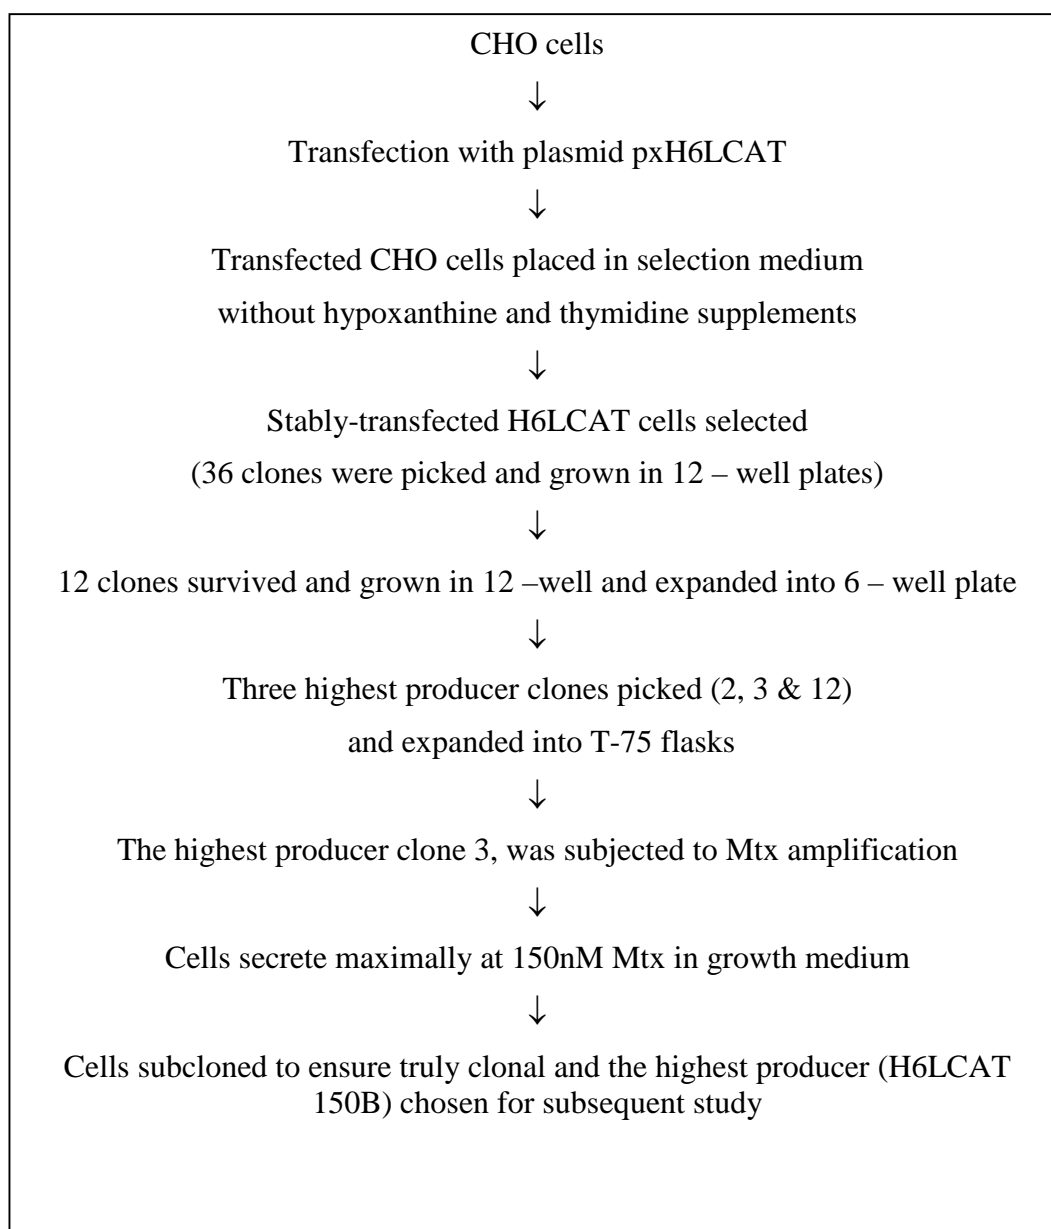 CHO cells
↓
Transfection with plasmid pxH6LCAT
↓
Transfected CHO cells placed in selection medium
without hypoxanthine and thymidine supplements
↓
Stably-transfected H6LCAT cells selected
(36 clones were picked and grown in 12 – well plates)
↓
12 clones survived and grown in 12 –well and expanded into 6 – well plate
↓
Three highest producer clones picked (2, 3 & 12)
and expanded into T-75 flasks
↓
The highest producer clone 3, was subjected to Mtx amplification
↓
Cells secrete maximally at 150nM Mtx in growth medium
↓
Cells subcloned to ensure truly clonal and the highest producer (H6LCAT
150B) chosen for subsequent study